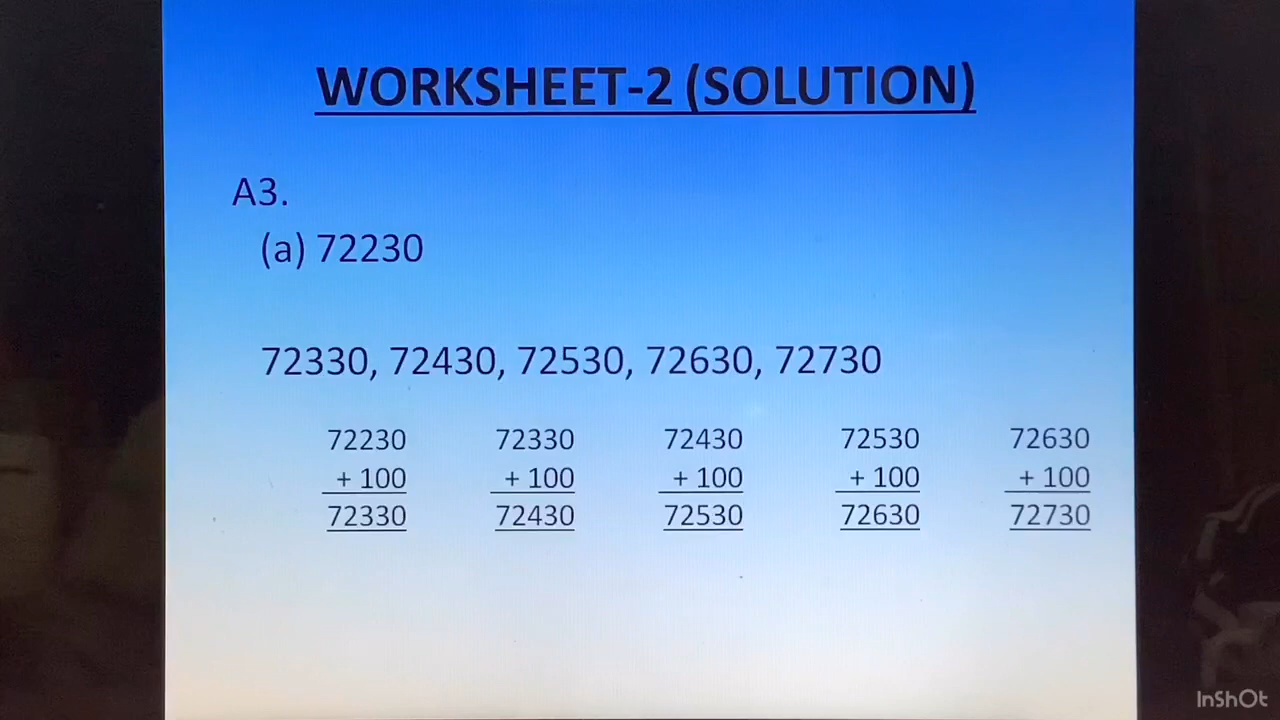 WORKSHEET-2 (SOLUTION)
A3.
(a) 72230
72330, 72430, 72530, 72630, 72730
72230 72330 72430 72530 72630
+ 100 + 100 + 100 + 100 + 100
72330 72430 72530 72630 72730
InShOt